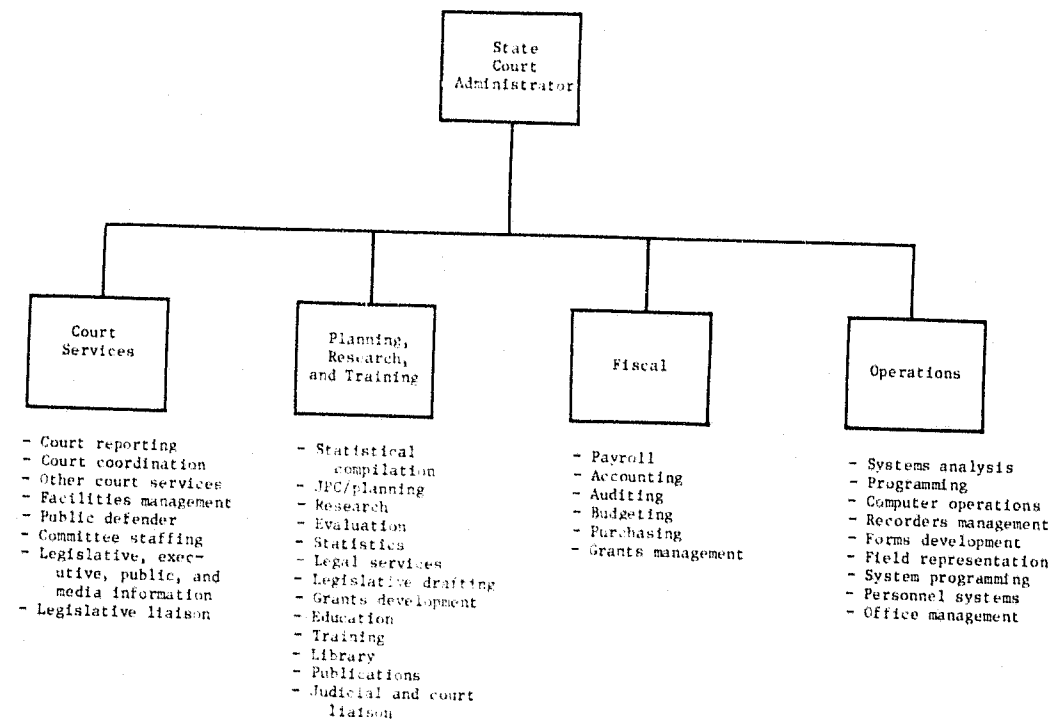 State
Court
Administrator
Court
Services
- Court reporting
- Court coordination
- Other court services
- Facilities management
- Public defender
- Committee staffing
- Legislative, exec-
utive, public, and
media information
- Legislative liaison
Planning,
Research,
and Training
- Statistical
compilation
- JPC/planning
- Research
- Evaluation
- Statistics
- Legal services
- Legislative drafting
- Grants development
- Education
- Training
- Library
- Publications
- Judicial and court
liaison
Fiscal
- Payroll
- Accounting
- Auditing
- Budgeting
- Purchasing
- Grants management
Operations
- Systems analysis
- Programming
- Computer operations
- Recorders management
- Forms development
- Field representation
- System programming
- Personnel systems
- Office management